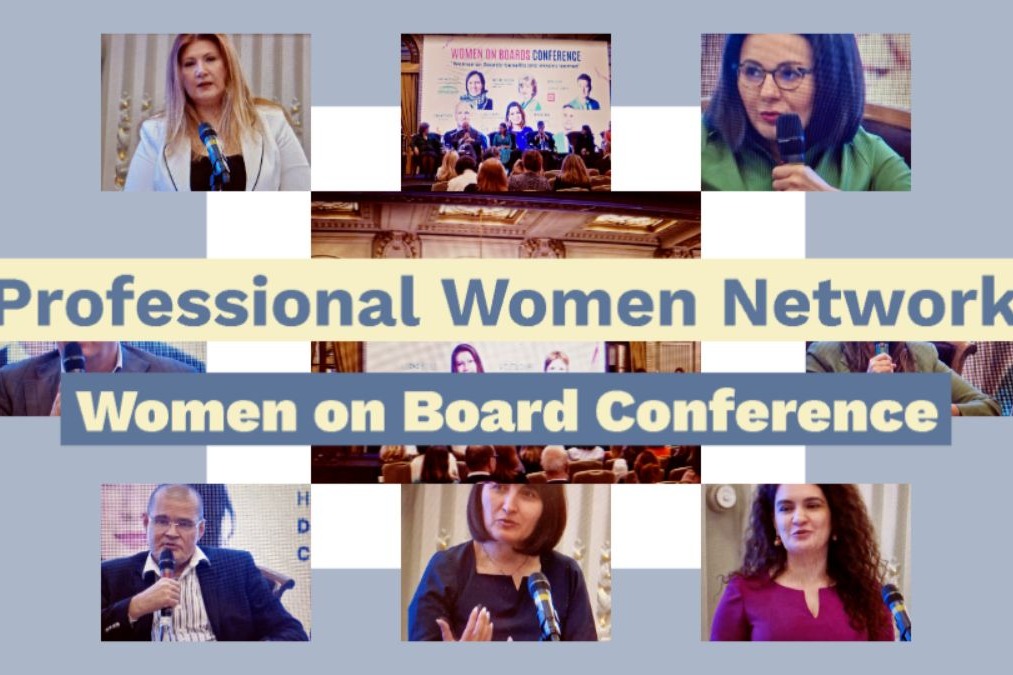 WOMEN ON BOARDS CONFERENCE
Professional Women Network
Women on Board Conference
H
D
C